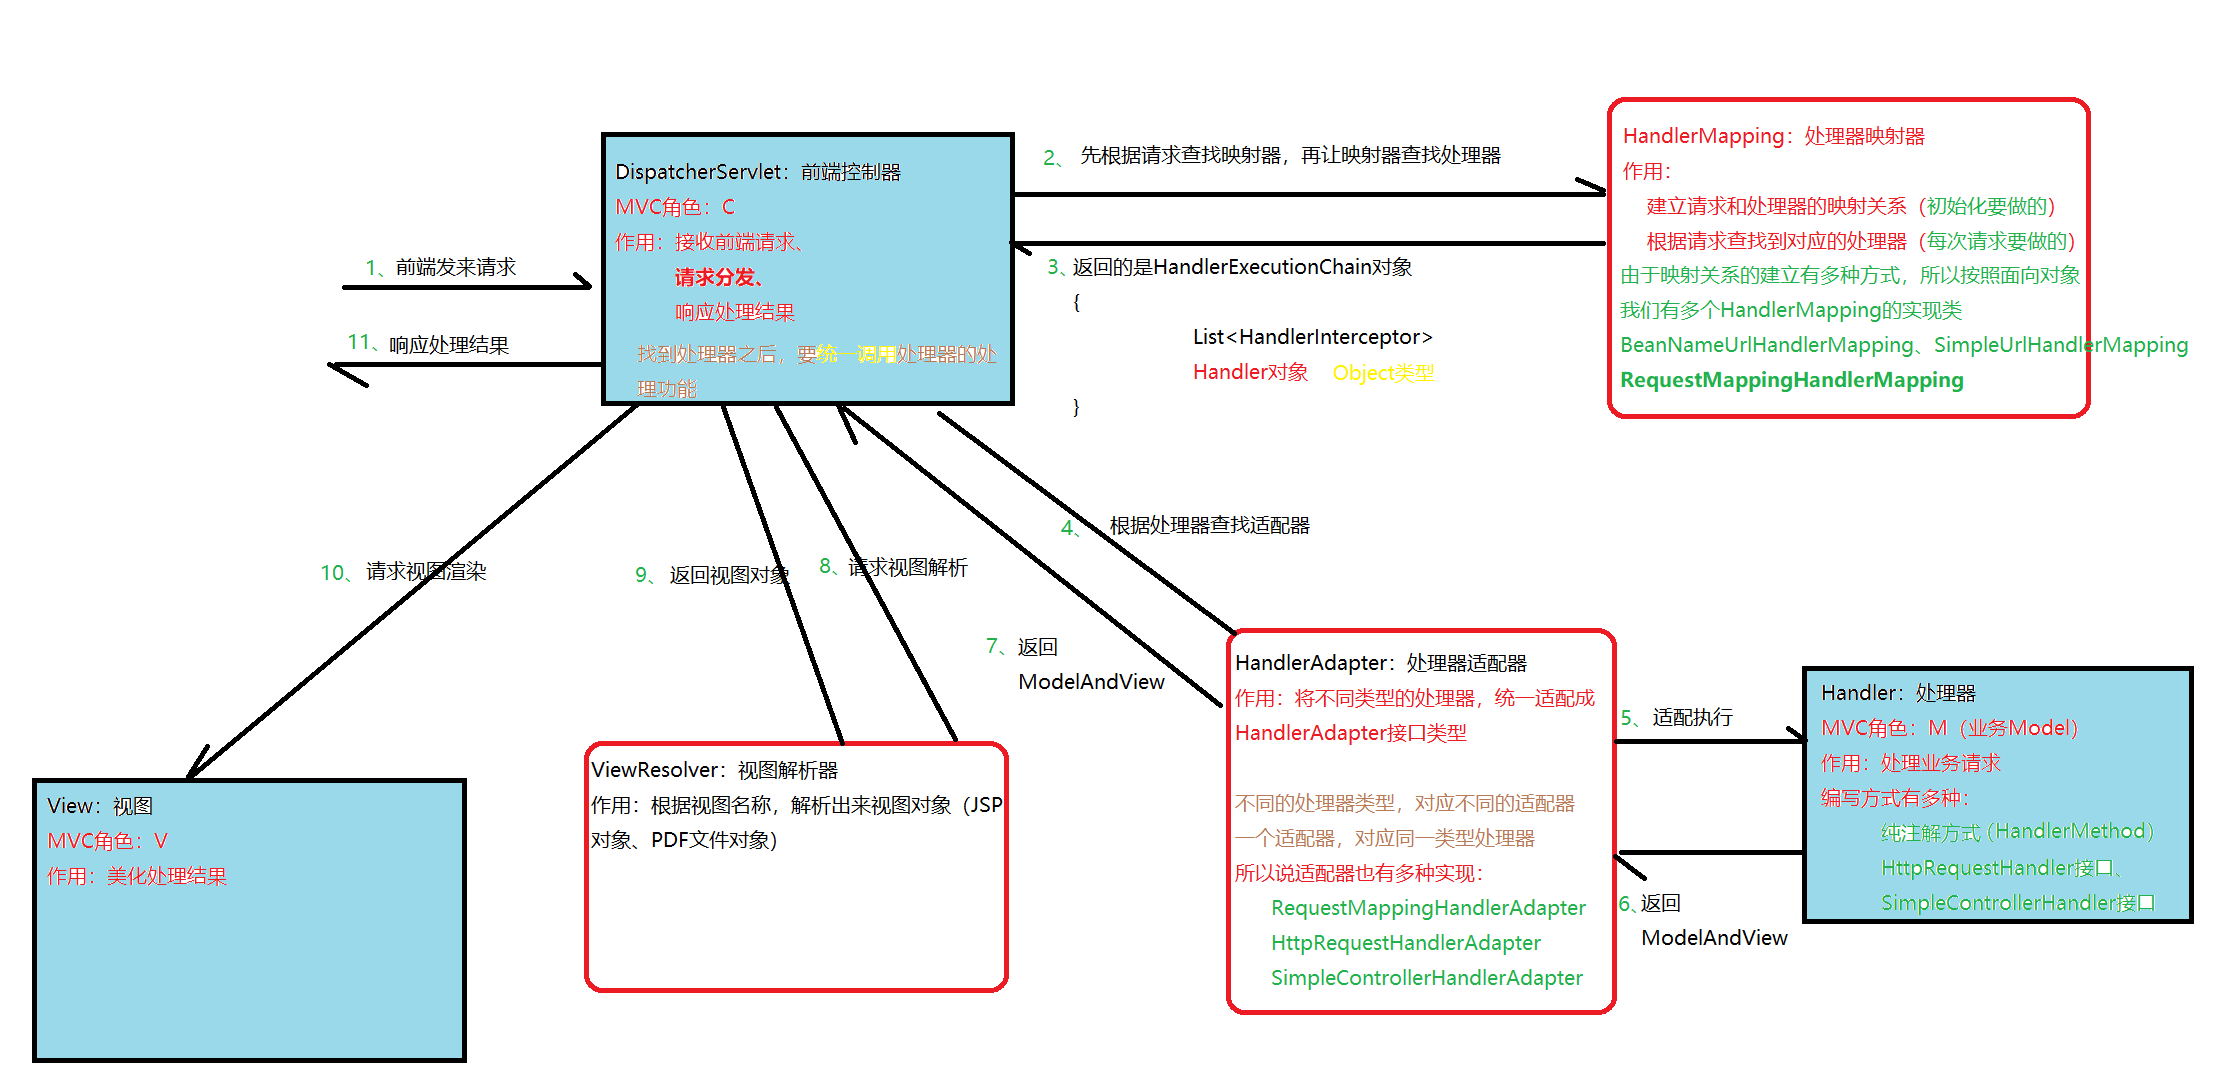 DispatcherServlet：前端控制器
MVC角色：C
作用：接收前端请求、
请求分发、
响应处理结果
找到处理器之后，要统一调用处理器的处
理功能
1、前端发来请求
11、响应处理结果
2、先根据请求查找映射器，再让映射器查找处理器
3、返回的是HandlerExecutionChain对象
{
List<HandlerInterceptor>
Handler对象 Object类型
}
HandlerMapping：处理器映射器
作用：
建立请求和处理器的映射关系（初始化要做的）
根据请求查找到对应的处理器（每次请求要做的）
由于映射关系的建立有多种方式，所以按照面向对象
我们有多个HandlerMapping的实现类
BeanNameUrlHandlerMapping、SimpleUrlHandlerMapping
RequestMappingHandlerMapping
4、根据处理器查找适配器
10、请求视图渲染
9、返回视图对象
8、请求视图解析
7、返回
ModelAndView
HandlerAdapter：处理器适配器
作用：将不同类型的处理器，统一适配成
HandlerAdapter接口类型
不同的处理器类型，对应不同的适配器
一个适配器，对应同一类型处理器
所以说适配器也有多种实现：
RequestMappingHandlerAdapter
HttpRequestHandlerAdapter
SimpleControllerHandlerAdapter
5、适配执行
6、返回
ModelAndView
Handler：处理器
MVC角色：M（业务Model）
作用：处理业务请求
编写方式有多种：
纯注解方式（HandlerMethod）
HttpRequestHandler接口、
SimpleControllerHandler接口
ViewResolver：视图解析器
作用：根据视图名称，解析出来视图对象（JSP
对象、PDF文件对象）
View：视图
MVC角色：V
作用：美化处理结果